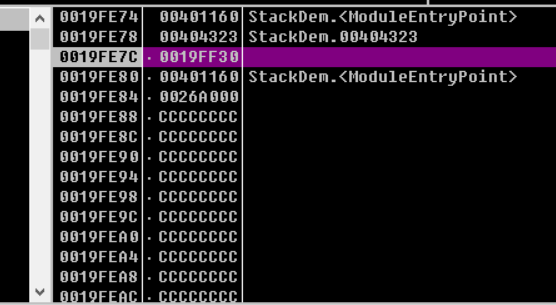 0019FE74 00401160 StackDem.<ModuleEntryPoint>
0019FE78 00404323 StackDem.00404323
0019FE7C · 0019FF30
0019FE80 · 00401160 StackDem.<ModuleEntryPoint>
0019FE84 · 0026A000
0019FE88 · CCCCCCCC
0019FE8C · CCCCCCCC
0019FE90 · CCCCCCCC
0019FE94 · CCCCCCCC
0019FE98 · CCCCCCCC
0019FE9C · CCCCCCCC
0019FEA0 · CCCCCCCC
0019FEA4 · CCCCCCCC
0019FEA8 · CCCCCCCC
0019FEAC · CCCCCCCC